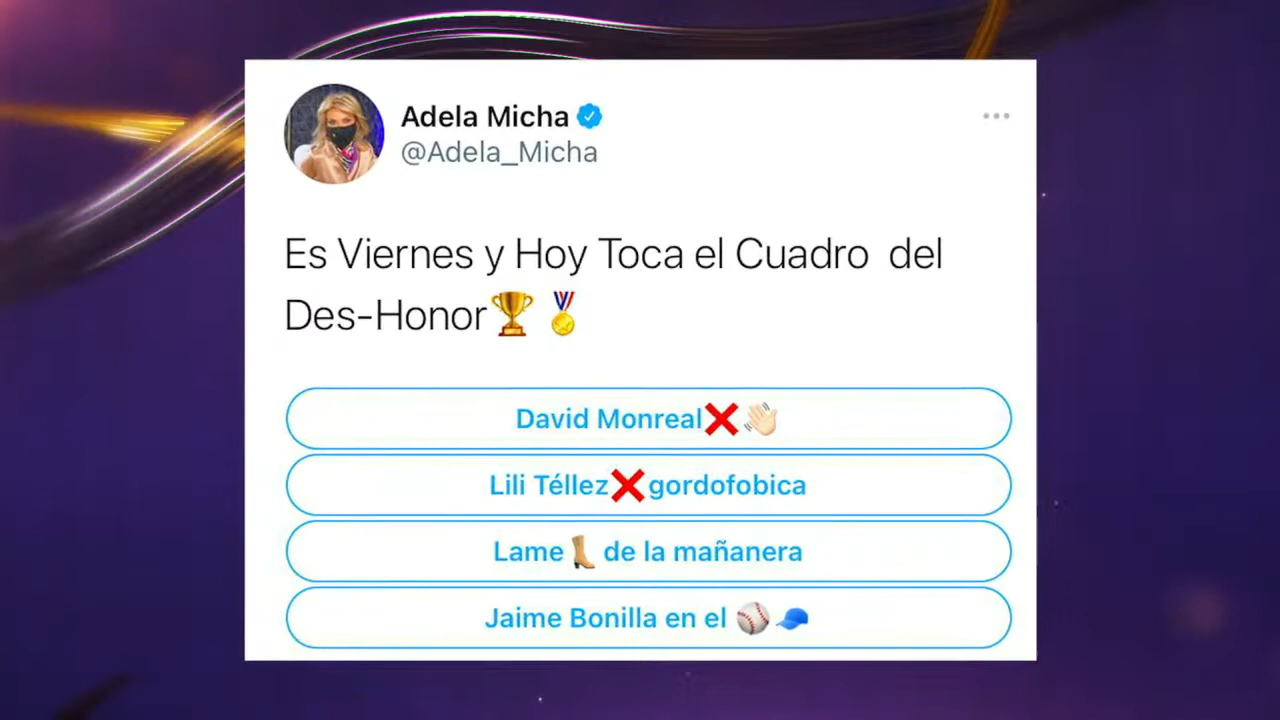 Adela Micha
@Adela_Micha
Es Viernes y Hoy Toca el Cuadro del
Des-Honor🏆🏅
David Monreal❌👋🏻
Lili Téllez❌gordofobica
Lame👢de la mañanera
Jaime Bonilla en el ⚾🧢